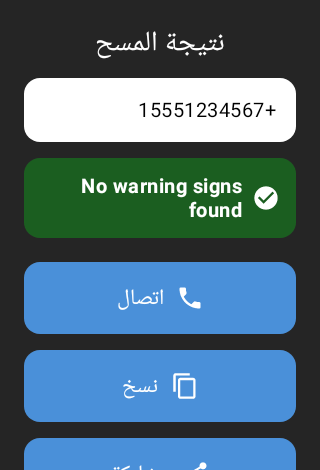 نتيجة المسح
15551234567+
No warning signs
found
اتصال
نسخ